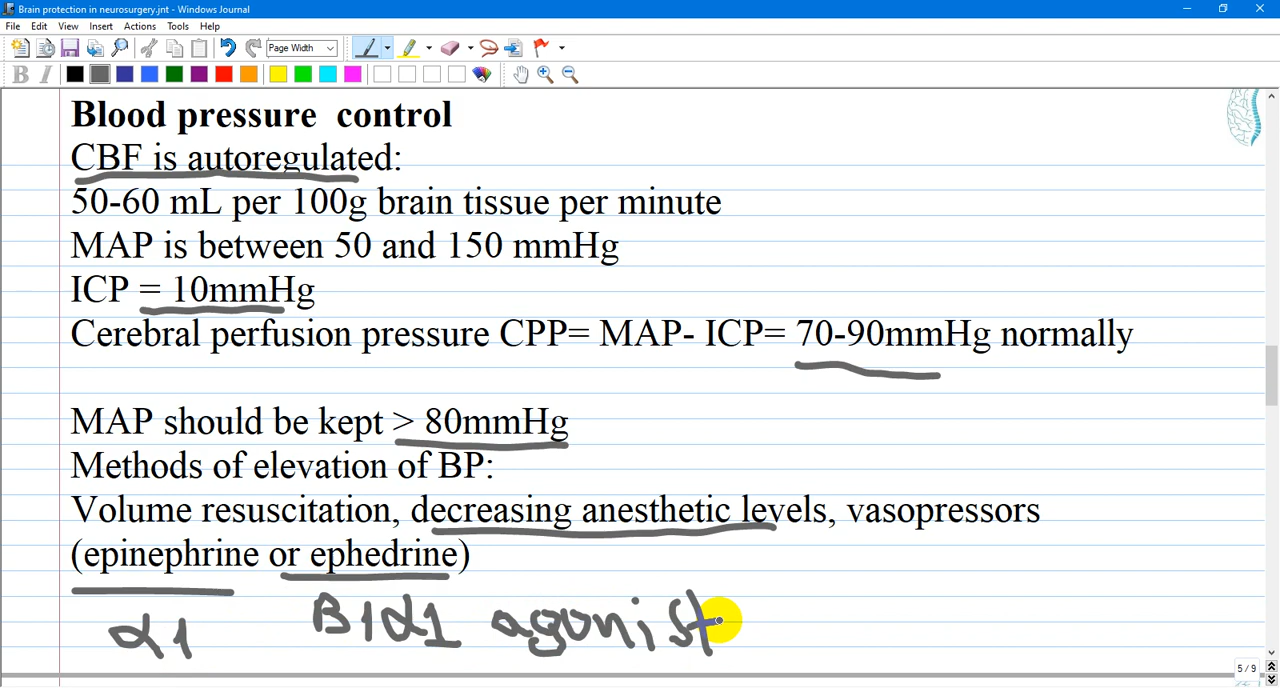 Brain protection in neurosurgery.jnt - Windows Journal
File Edit View Insert Actions Tools Help
Page Width
B I
Blood pressure control
CBF is autoregulated:
50-60 mL per 100g brain tissue per minute
MAP is between 50 and 150 mmHg
ICP = 10mmHg
Cerebral perfusion pressure CPP= MAP- ICP= 70-90mmHg normally
MAP should be kept > 80mmHg
Methods of elevation of BP:
Volume resuscitation, decreasing anesthetic levels, vasopressors
(epinephrine or ephedrine)
α1 B1α1 agonist
5 / 9